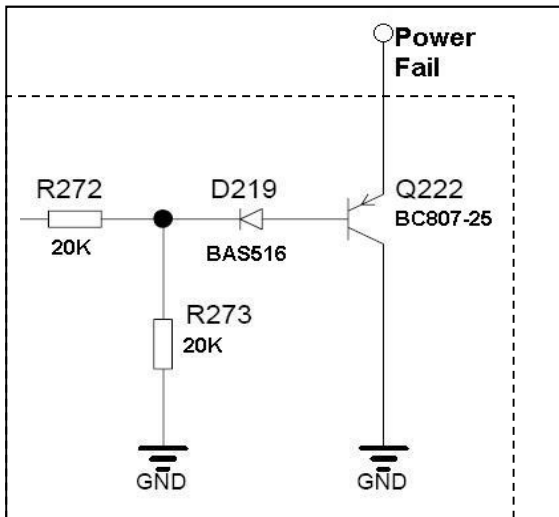 Power
Fail
R272
D219
Q222
20K
BAS516
BC807-25
R273
20K
GND
GND